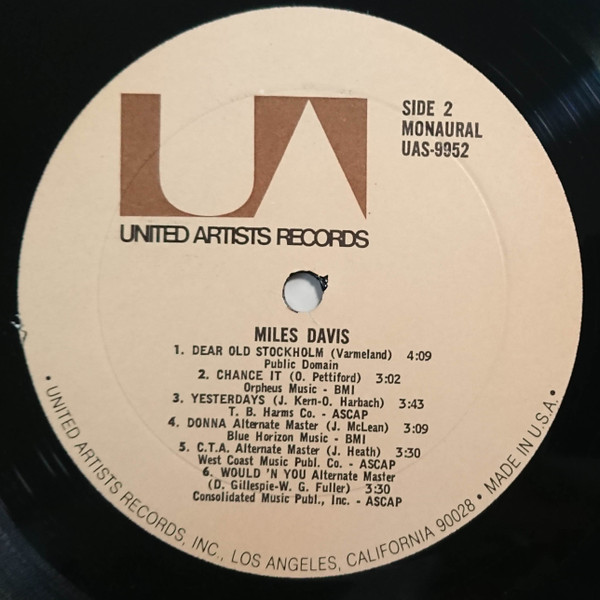 UA
UNITED ARTISTS RECORDS
SIDE 2
MONAURAL
UAS-9952
MILES DAVIS
1. DEAR OLD STOCKHOLM (Varmeland) 4:09
Public Domain
2. CHANCE IT (O. Pettiford) 3:02
Orpheus Music - BMI
3. YESTERDAYS (J. Kern-O. Harbach) 3:43
T. B. Harms Co. - ASCAP
4. DONNA Alternate Master (J. McLean) 3:09
Blue Horizon Music - BMI
5. C.T.A. Alternate Master (J. Heath) 3:30
West Coast Music Publ. Co. - ASCAP
6. WOULD 'N YOU Alternate Master
(D. Gillespie-W. G. Fuller) 3:30
Consolidated Music Publ., Inc. - ASCAP
• UNITED ARTISTS RECORDS, INC., LOS ANGELES, CALIFORNIA 90028 • MADE IN U.S.A. •